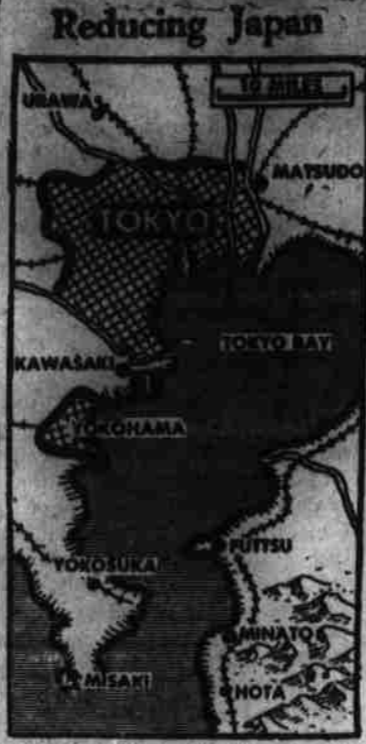 Reducing Japan
10 MILES
URAWA
MATSUDO
TOKYO
TOKYO BAY
KAWASAKI
YOKOHAMA
FUTTSU
YOKOSUKA
MINATO
MISAKI
HOTA